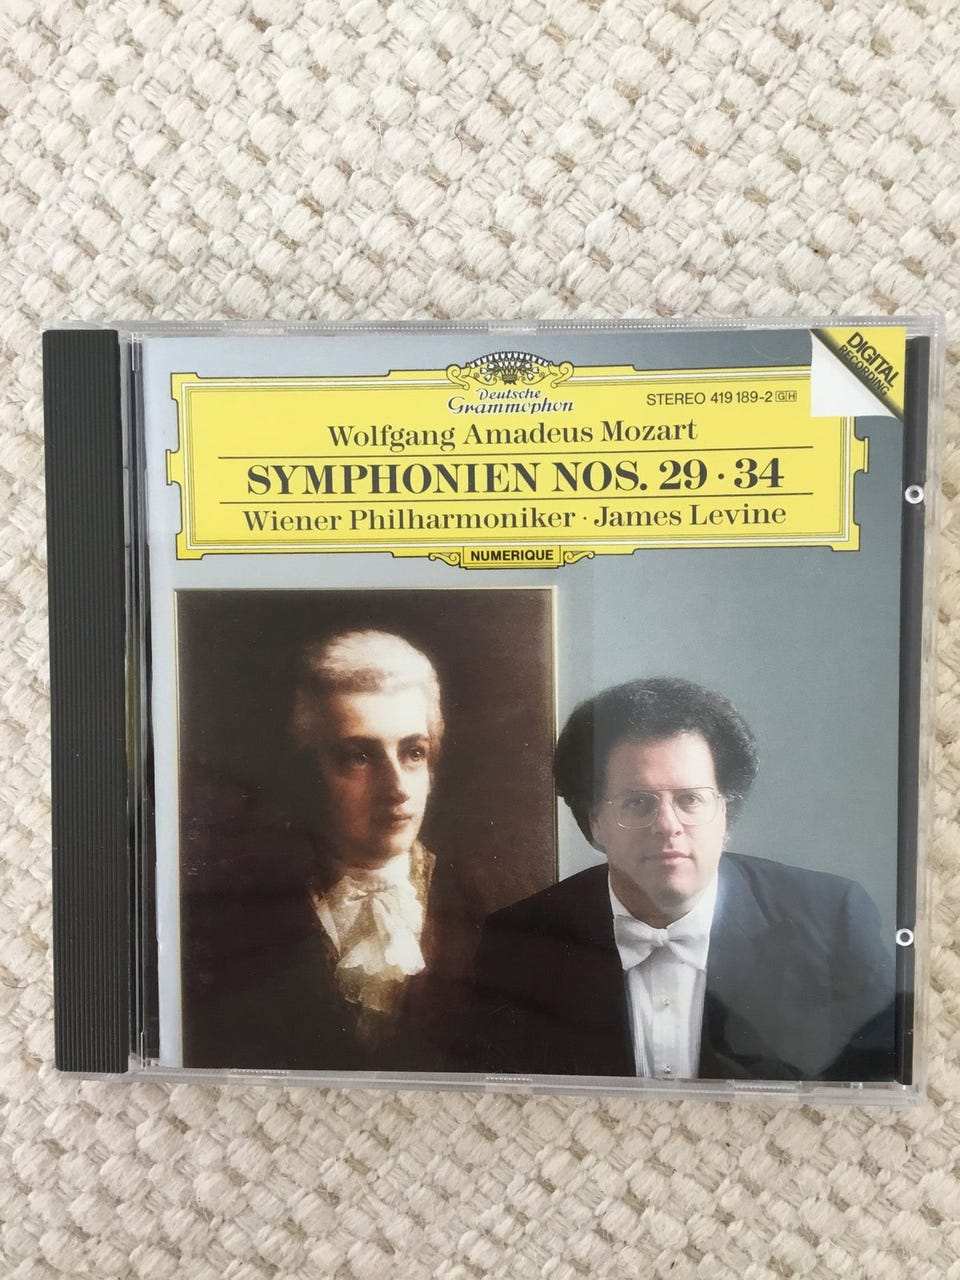 DIGITAL
RECORDING
Deutsche
Grammophon
STEREO 419 189-2 GH
Wolfgang Amadeus Mozart
SYMPHONIEN NOS. 29 · 34
Wiener Philharmoniker · James Levine
NUMERIQUE